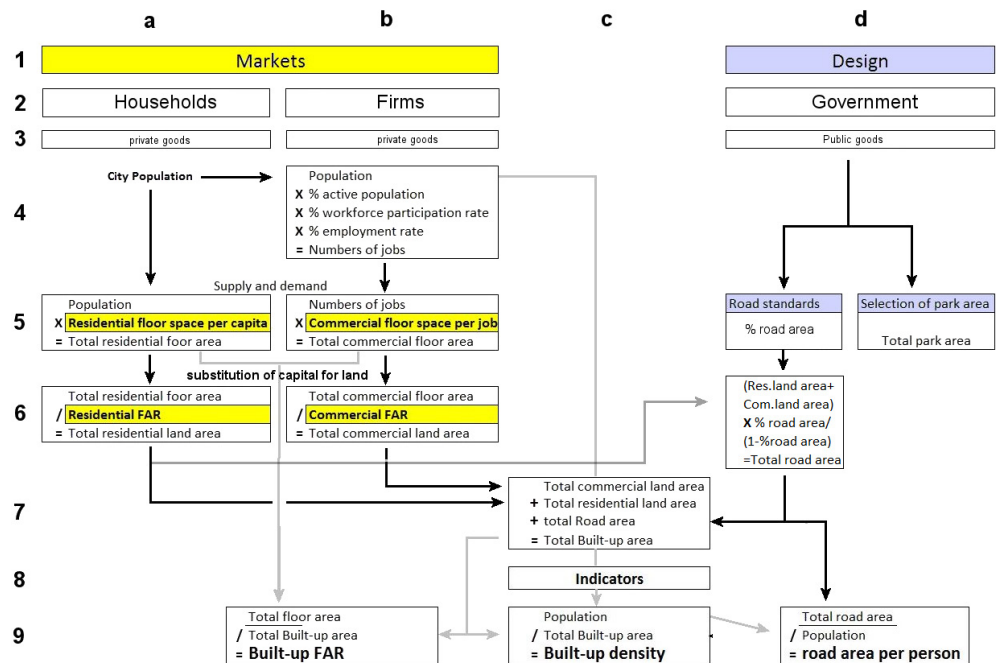 a b c d
1 Markets Design
2 Households Firms Government
3 private goods private goods Public goods
City Population
4
Population
X % active population
X % workforce participation rate
X % employment rate
= Numbers of jobs
Supply and demand
5
Population
X Residential floor space per capita
= Total residential foor area
Numbers of jobs
X Commercial floor space per job
= Total commercial floor area
Road standards
% road area
Selection of park area
Total park area
substitution of capital for land
6
Total residential foor area
/ Residential FAR
= Total residential land area
Total commercial floor area
/ Commercial FAR
= Total commercial land area
(Res.land area+
Com.land area)
X % road area/
(1-%road area)
=Total road area
7
Total commercial land area
+ Total residential land area
+ total Road area
= Total Built-up area
8 Indicators
9
Total floor area
/ Total Built-up area
= Built-up FAR
Population
/ Total Built-up area
= Built-up density
Total road area
/ Population
= road area per person